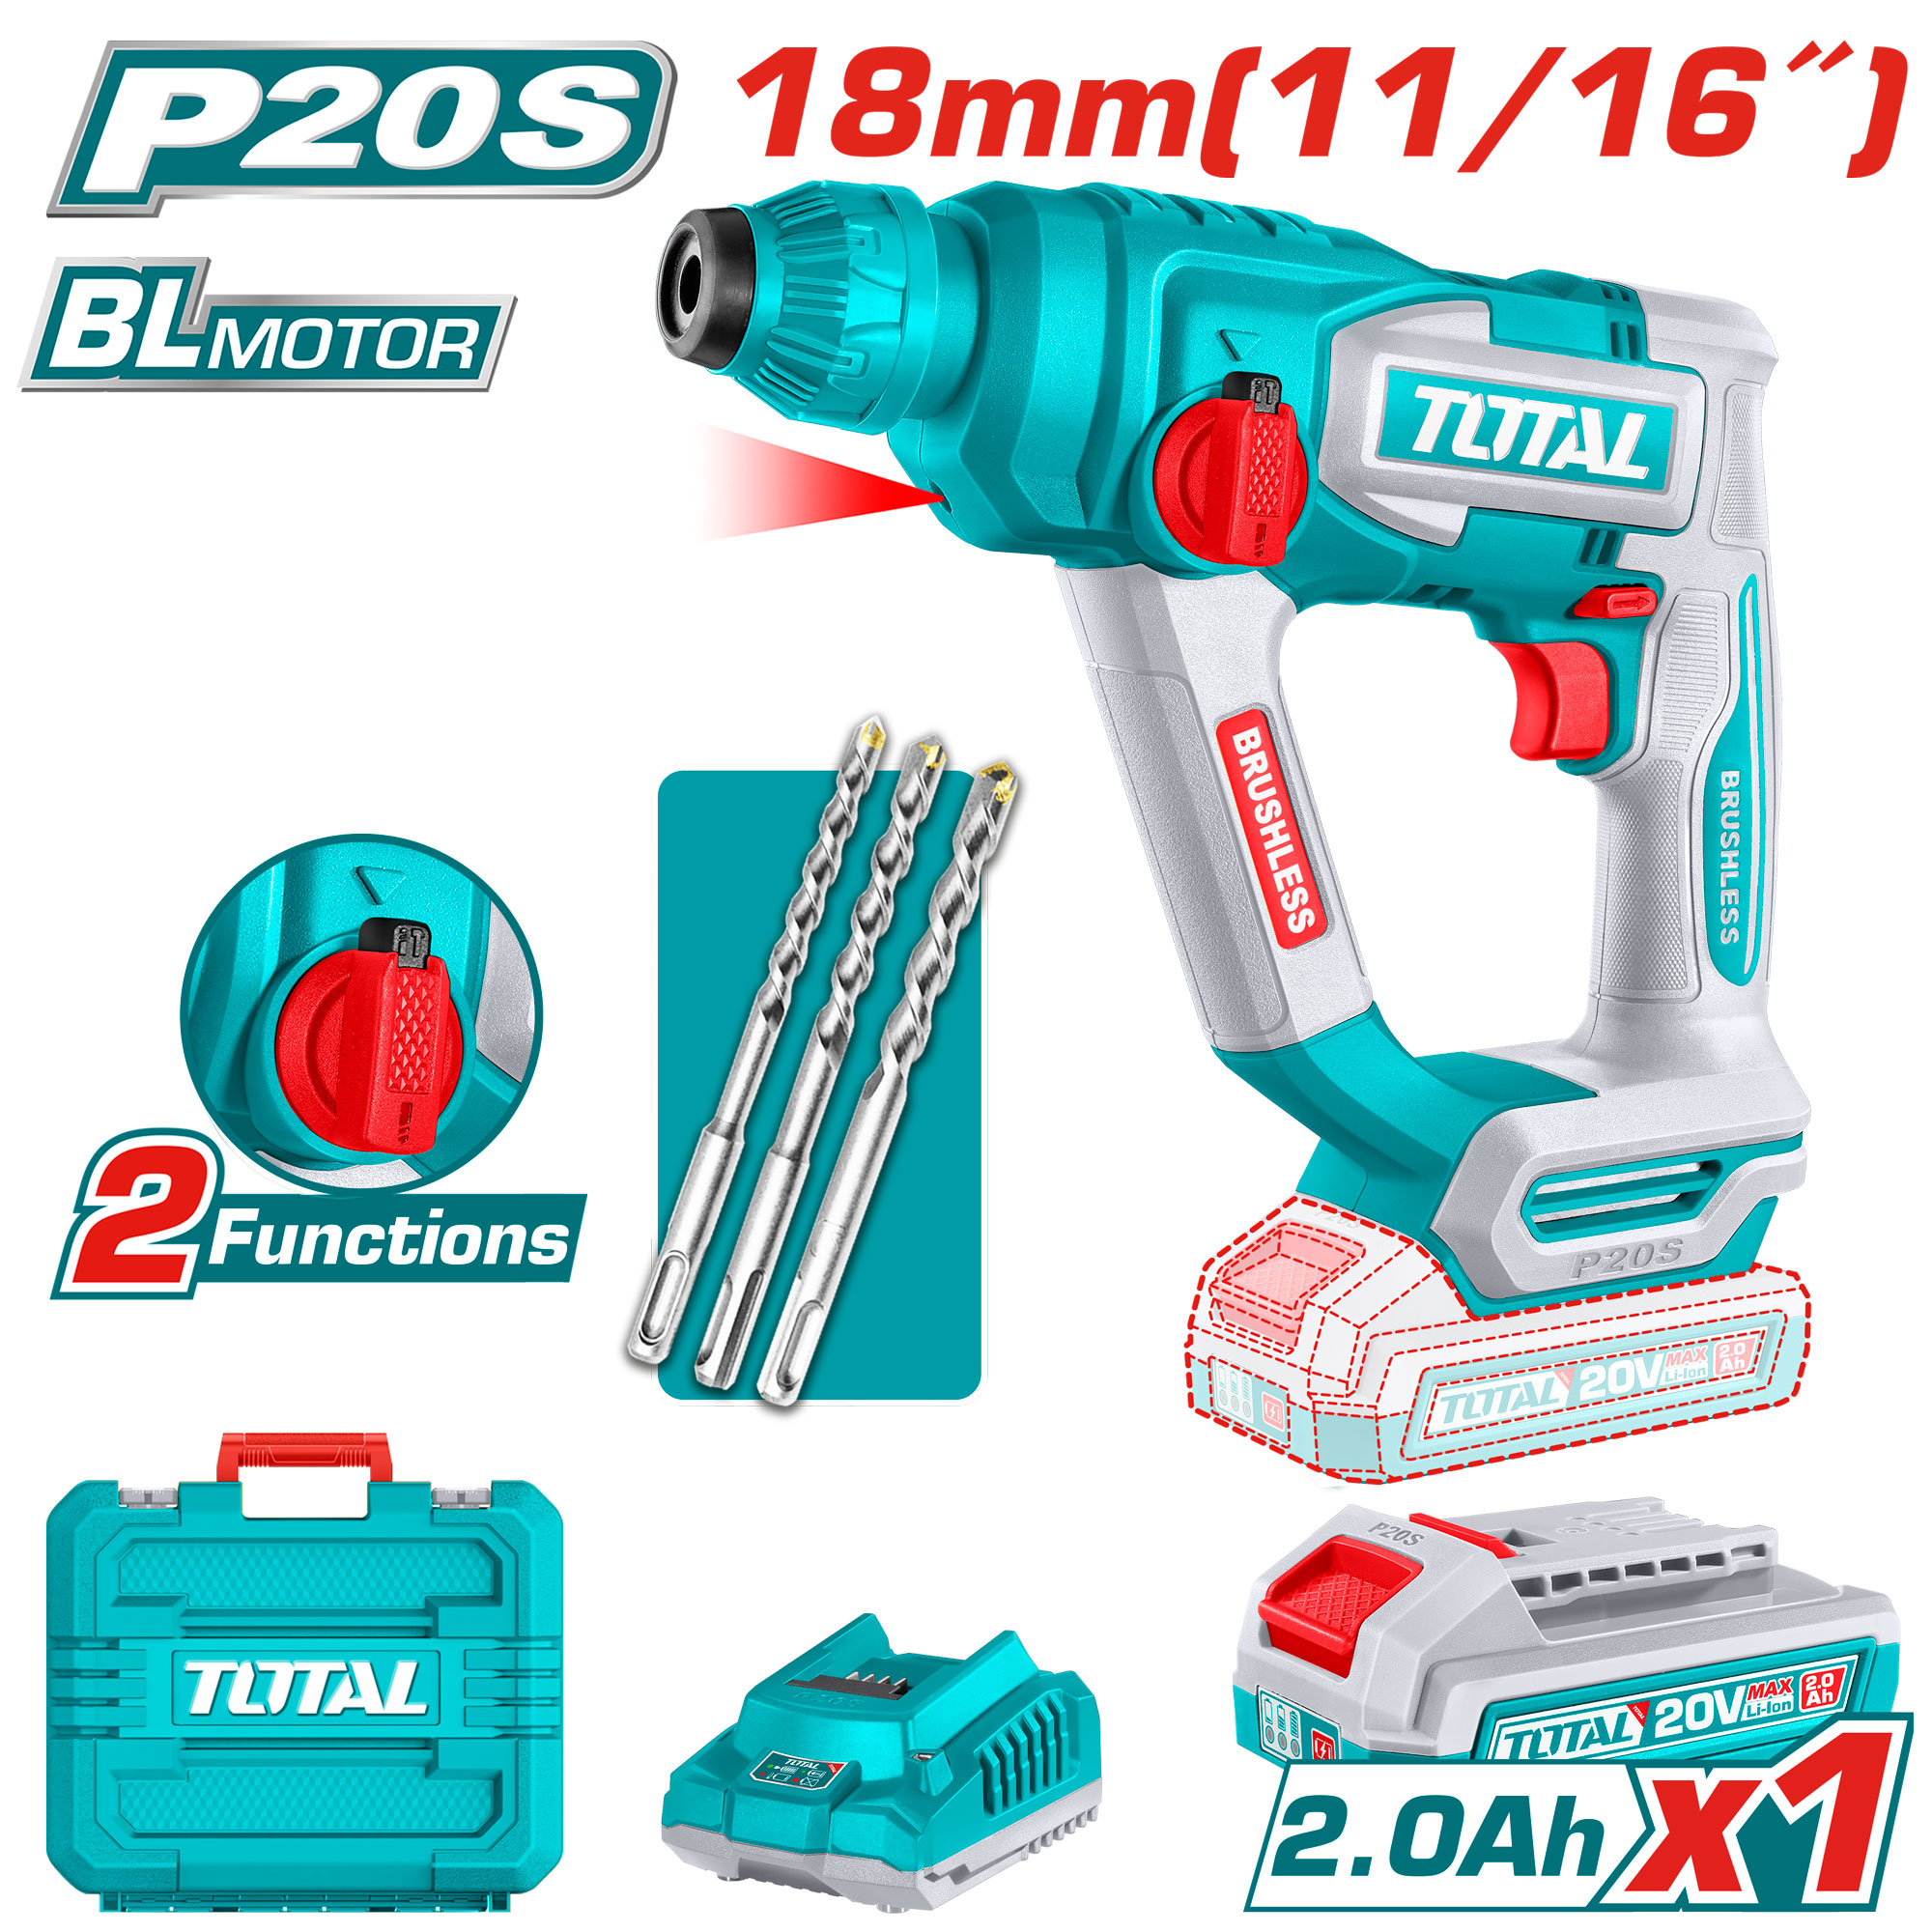 P20S
18mm(11/16")
BL MOTOR
TOTAL
BRUSHLESS
BRUSHLESS
P20S
TOTAL 20V MAX Li-Ion 2.0 Ah
2 Functions
TOTAL
TOTAL
P20S
TOTAL 20V MAX Li-Ion 2.0 Ah
2.0Ah x1